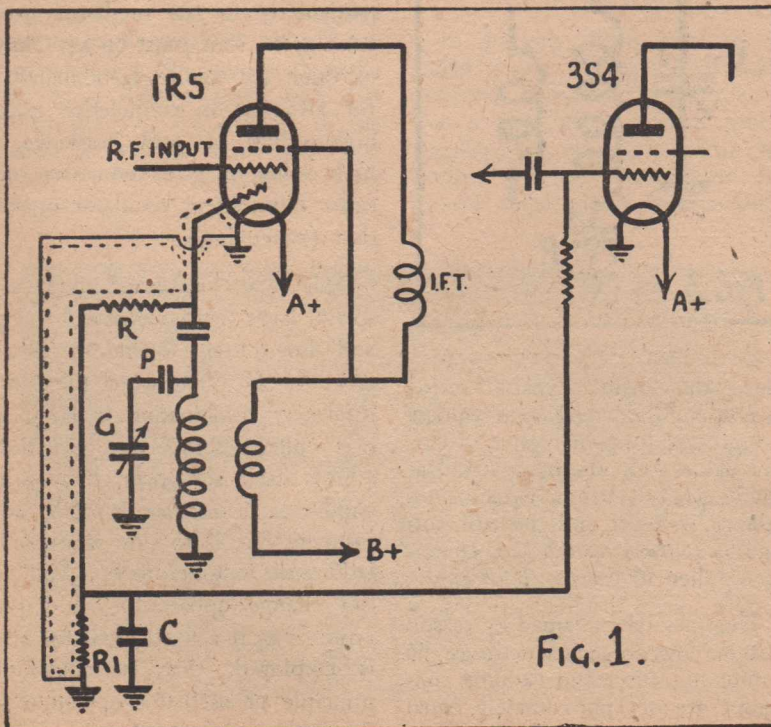 1R5
3S4
R.F. INPUT
A+
I.F.T.
A+
R
P
G
B+
C
R1
FIG. 1.